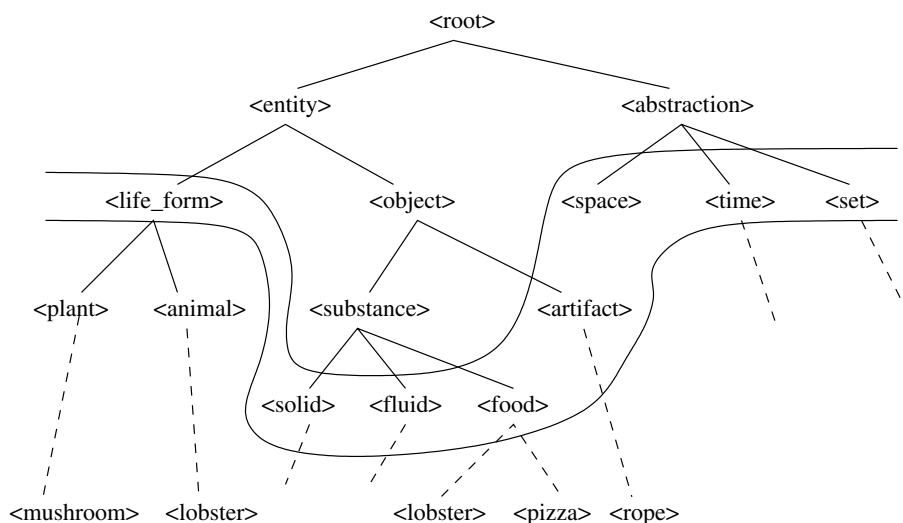 <root>
<entity> <abstraction>
<life_form> <object> <space> <time> <set>
<plant> <animal> <substance> <artifact>
<solid> <fluid> <food>
<mushroom> <lobster> <lobster> <pizza> <rope>